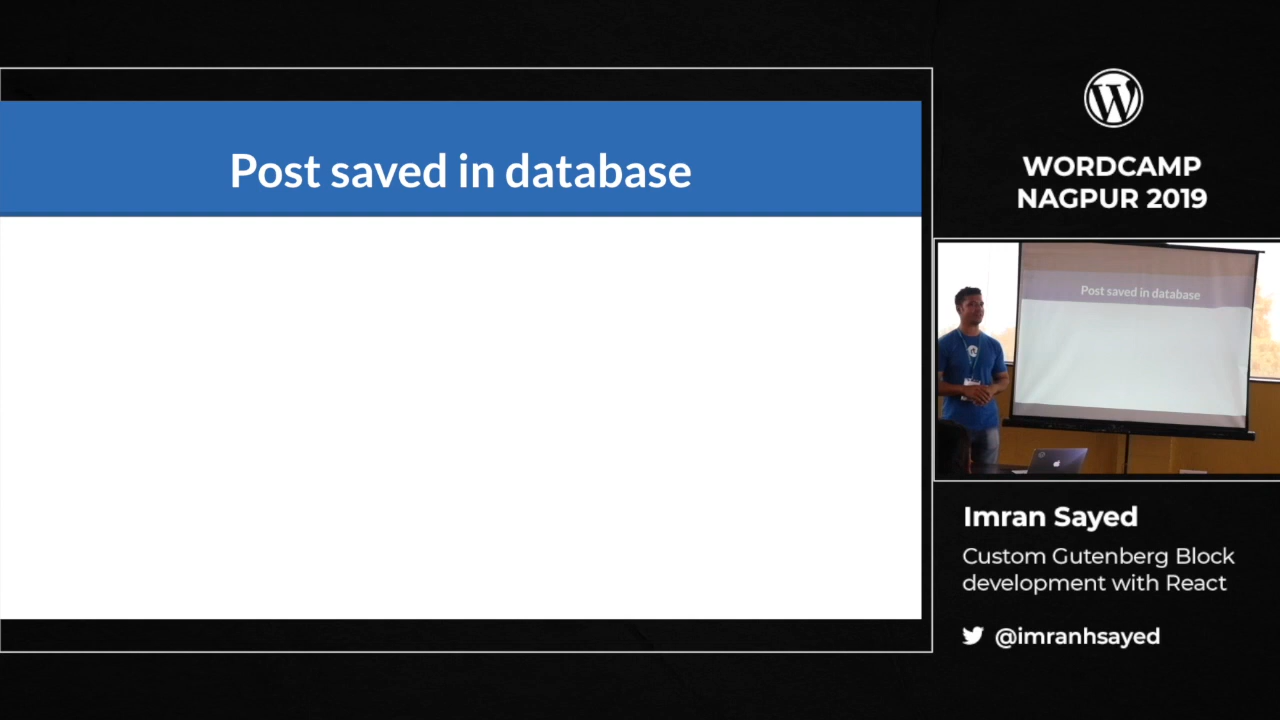 Post saved in database
WORDCAMP
NAGPUR 2019
Post saved in database
Imran Sayed
Custom Gutenberg Block
development with React
@imranhsayed